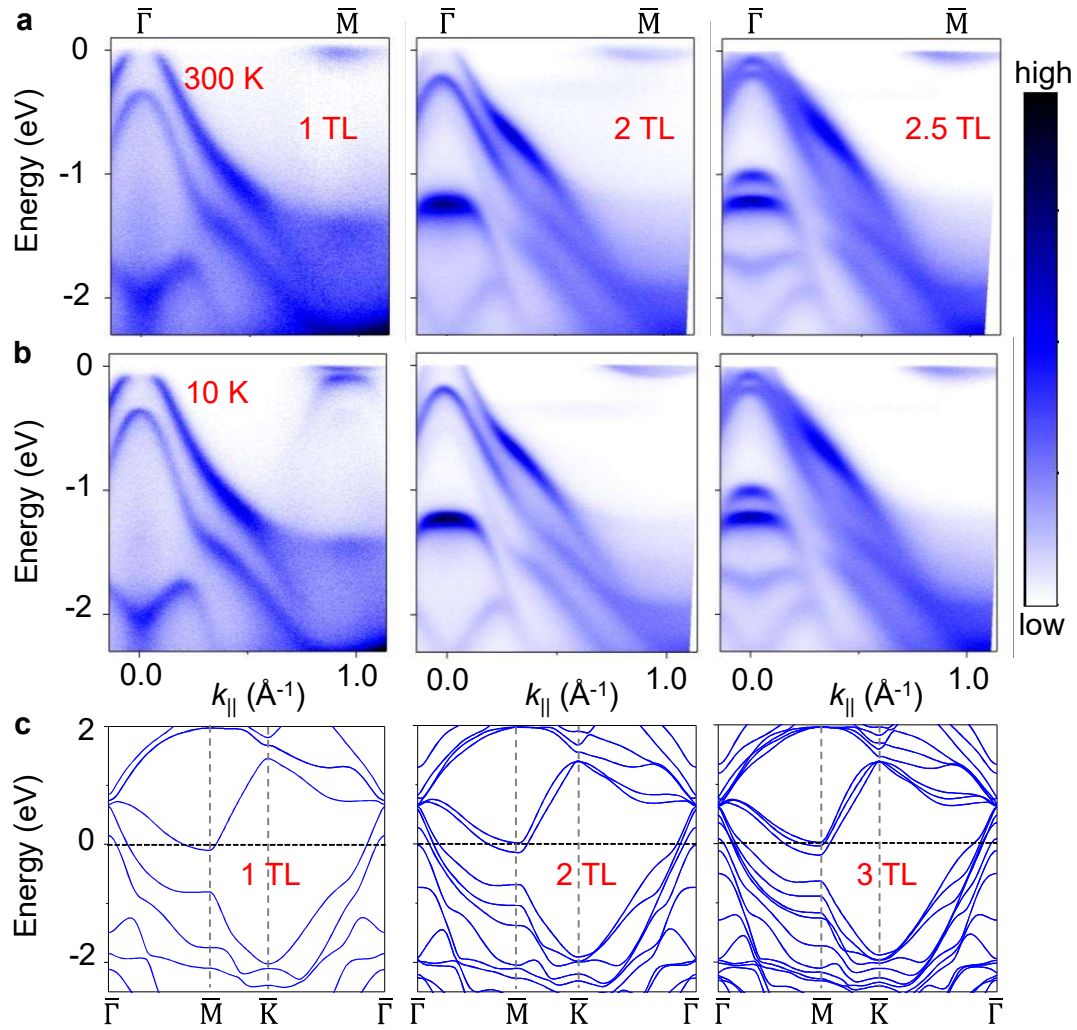 a
Γ̅ M̅ Γ̅ M̅ Γ̅ M̅
0
-1
-2
Energy (eV)
300 K
1 TL
2 TL
2.5 TL
high
low
b
0
-1
-2
Energy (eV)
10 K
0.0 1.0 0.0 1.0 0.0 1.0
k|| (Å-1) k|| (Å-1) k|| (Å-1)
c
2
0
-2
Energy (eV)
1 TL
2 TL
3 TL
Γ̅ M̅ K̅ Γ̅ Γ̅ M̅ K̅ Γ̅ Γ̅ M̅ K̅ Γ̅